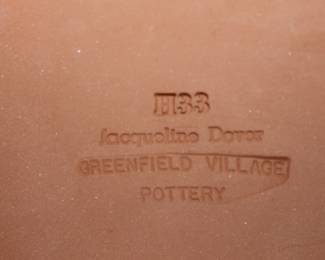 H33
Jacqueline Dover
GREENFIELD VILLAGE
POTTERY